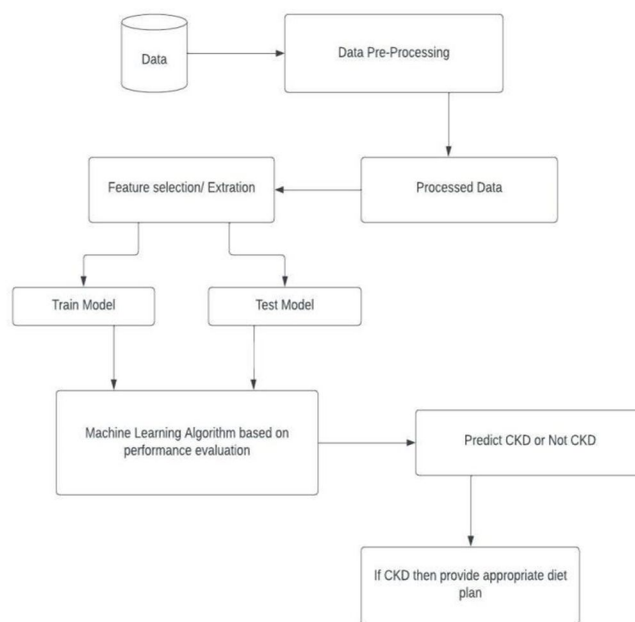 Data
Data Pre-Processing
Processed Data
Feature selection/ Extration
Train Model
Test Model
Machine Learning Algorithm based on
performance evaluation
Predict CKD or Not CKD
If CKD then provide appropriate diet
plan